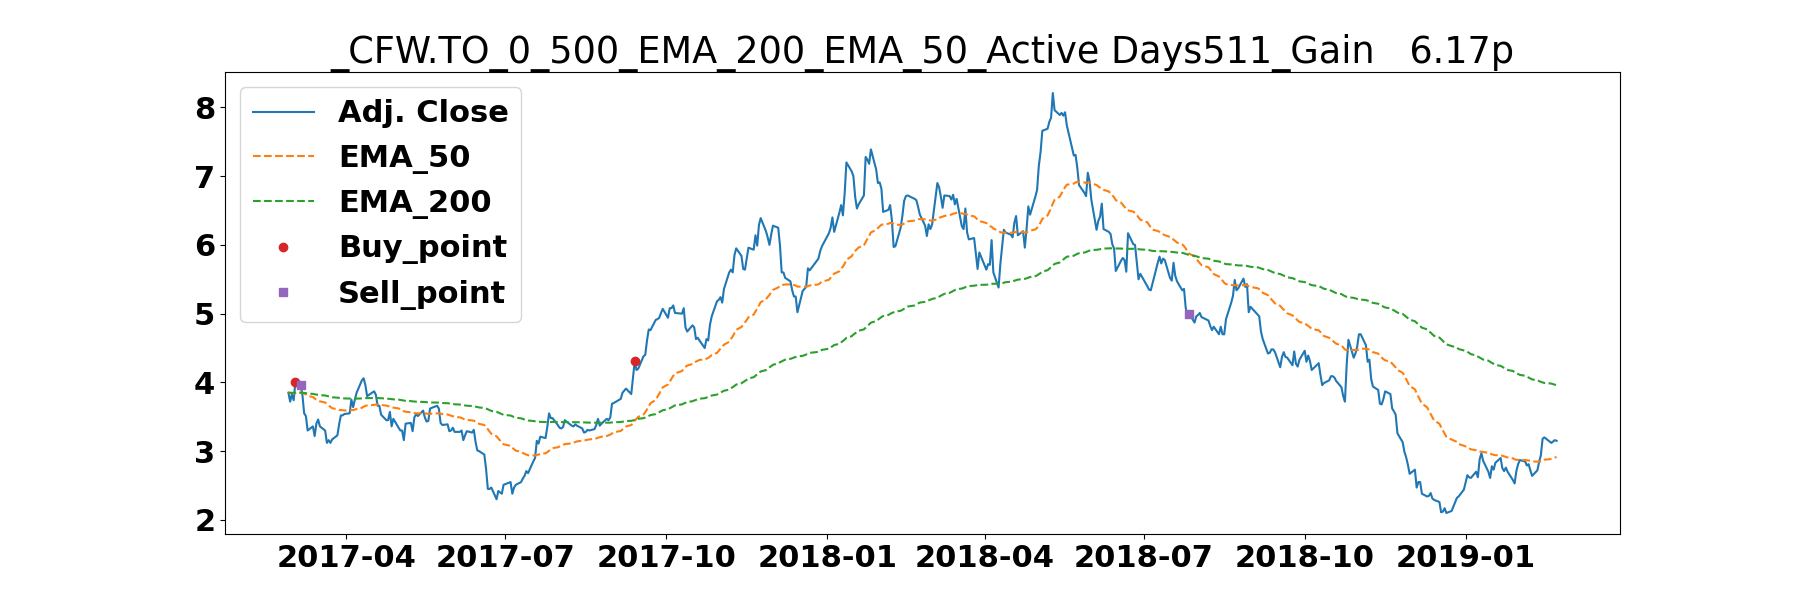 _CFW.TO_0_500_EMA_200_EMA_50_Active Days511_Gain   6.17p
Adj. Close
EMA_50
EMA_200
Buy_point
Sell_point
8
7
6
5
4
3
2
2017-04 2017-07 2017-10 2018-01 2018-04 2018-07 2018-10 2019-01